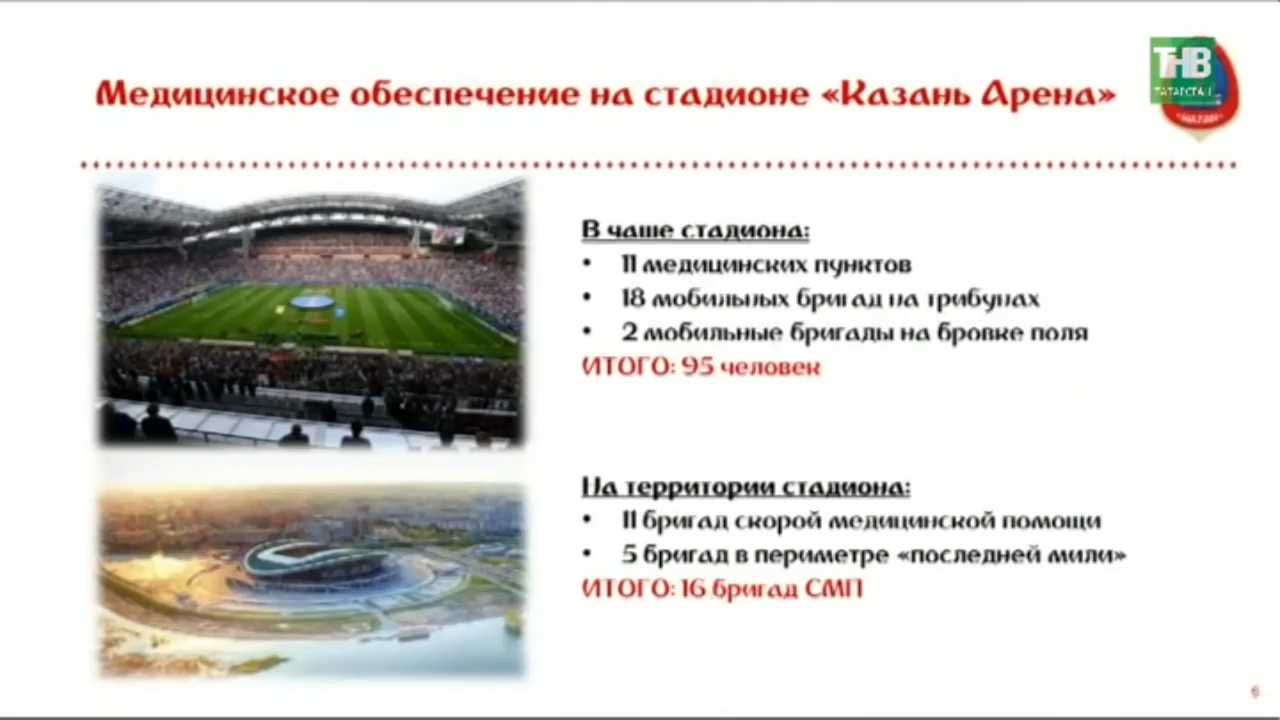 Медицинское обеспечение на стадионе «Казань Арена»
ТНВ
ТАТАРСТАН
В чаше стадиона:
• 11 медицинских пунктов
• 18 мобильных бригад на трибунах
• 2 мобильные бригады на бровке поля
ИТОГО: 95 человек
На территории стадиона:
• 11 бригад скорой медицинской помощи
• 5 бригад в периметре «последней мили»
ИТОГО: 16 бригад СМП
6